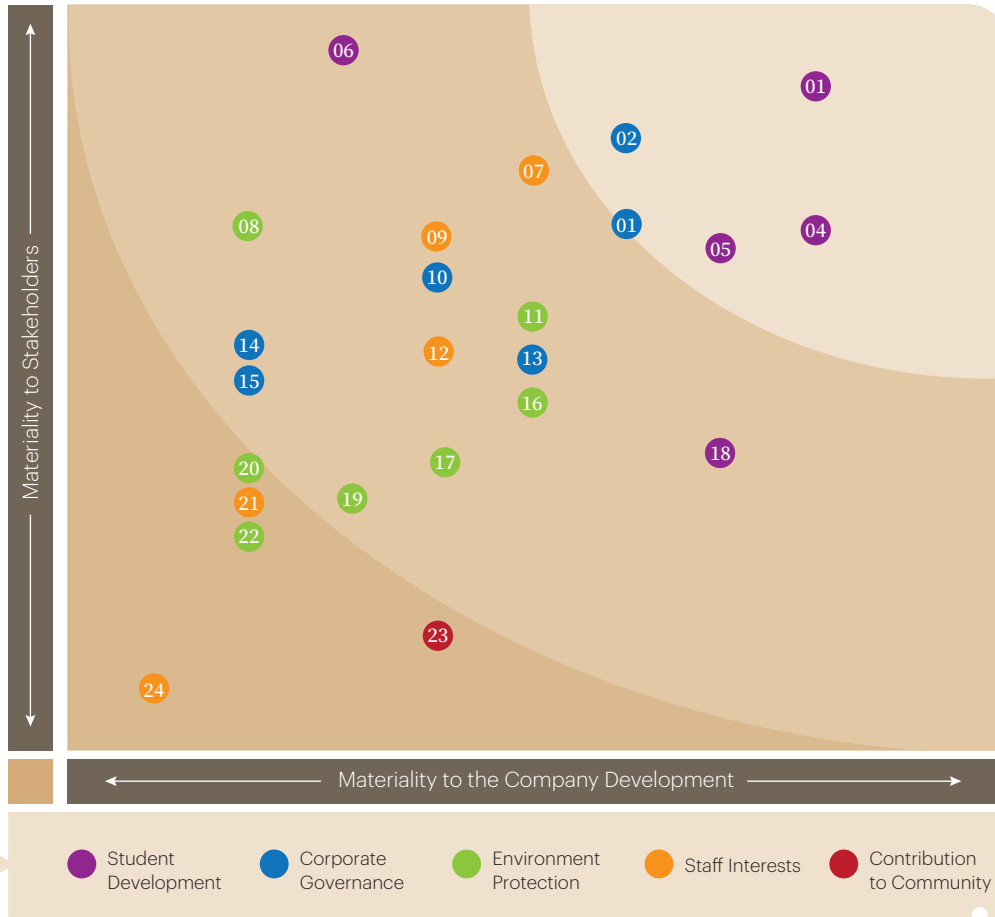 06
01
02
07
01
08
04
09
05
10
11
14
12
13
15
16
18
17
20
19
21
22
23
24
Materiality to Stakeholders
Materiality to the Company Development
Student
Development
Corporate
Governance
Environment
Protection
Staff Interests
Contribution
to Community